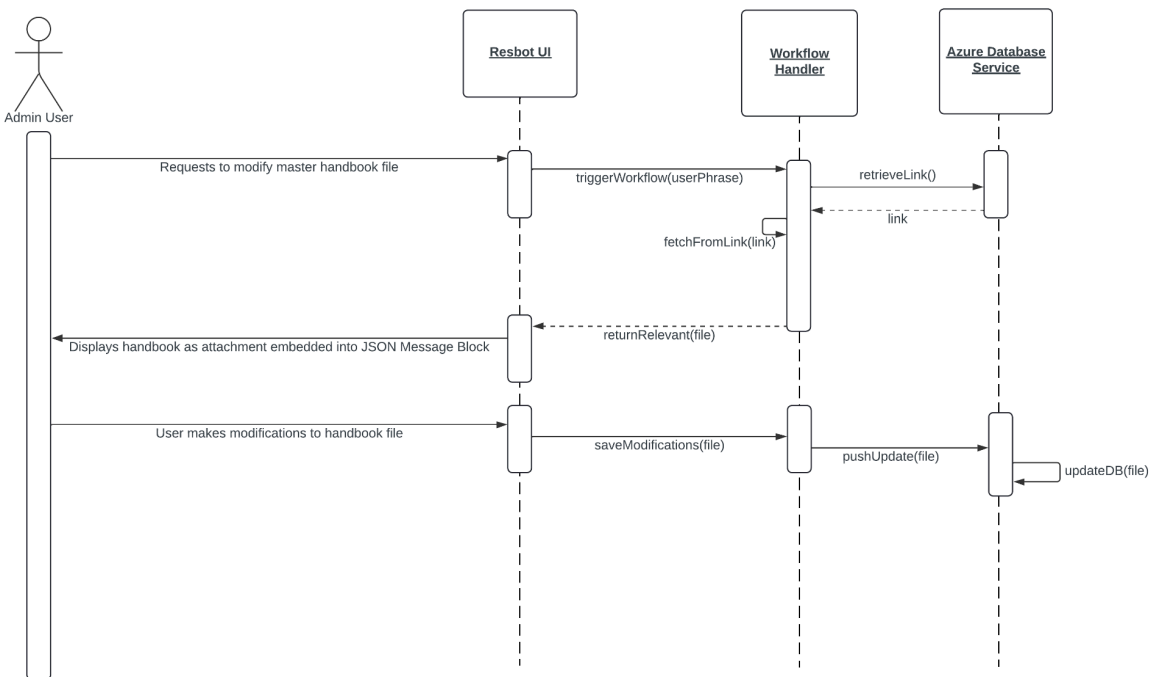 Resbot UI
Workflow
Handler
Azure Database
Service
Admin User
Requests to modify master handbook file
triggerWorkflow(userPhrase)
retrieveLink()
link
fetchFromLink(link)
returnRelevant(file)
Displays handbook as attachment embedded into JSON Message Block
User makes modifications to handbook file
saveModifications(file)
pushUpdate(file)
updateDB(file)